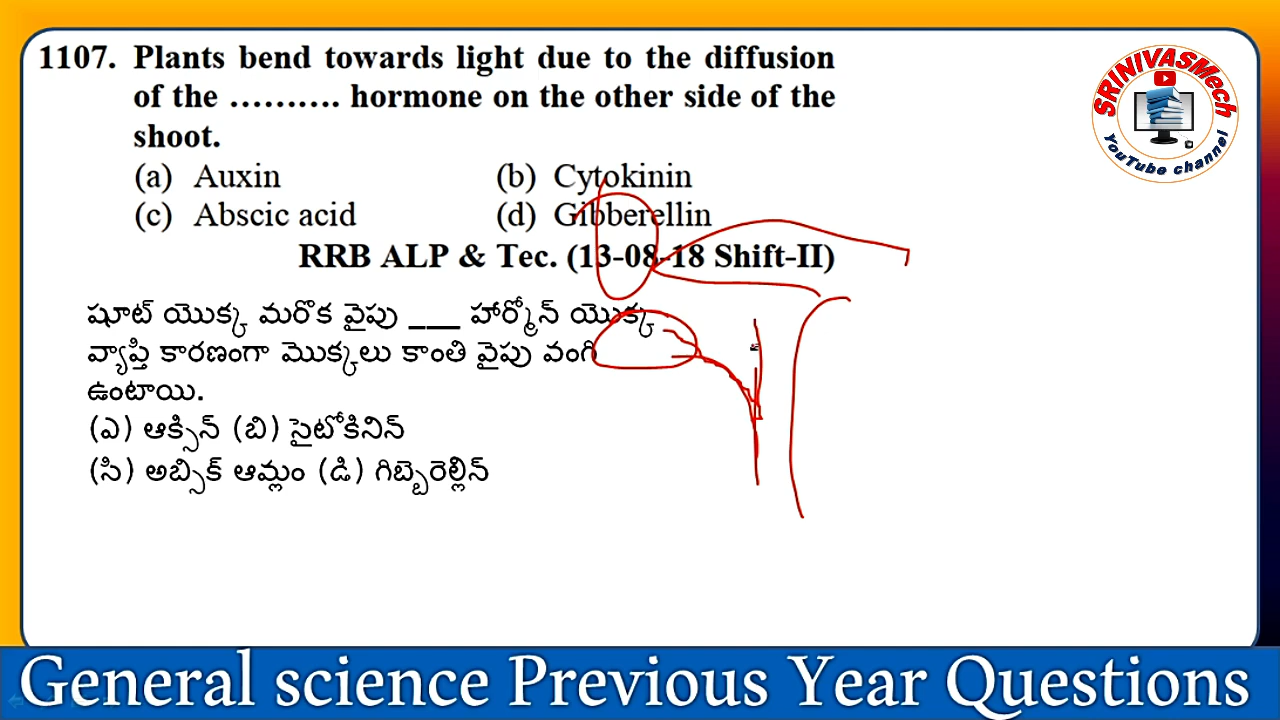 1107. Plants bend towards light due to the diffusion
of the .......... hormone on the other side of the
shoot.
(a) Auxin (b) Cytokinin
(c) Abscic acid (d) Gibberellin
RRB ALP & Tec. (13-08-18 Shift-II)
షూట్ యొక్క మరొక వైపు ___ హార్మోన్ యొక్క
వ్యాప్తి కారణంగా మొక్కలు కాంతి వైపు వంగి
ఉంటాయి.
(ఎ) ఆక్సిన్ (బి) సైటోకినిన్
(సి) అబ్సిక్ ఆమ్లం (డి) గిబ్బెరెల్లిన్
SRINIVASMech
YouTube channel
General science Previous Year Questions